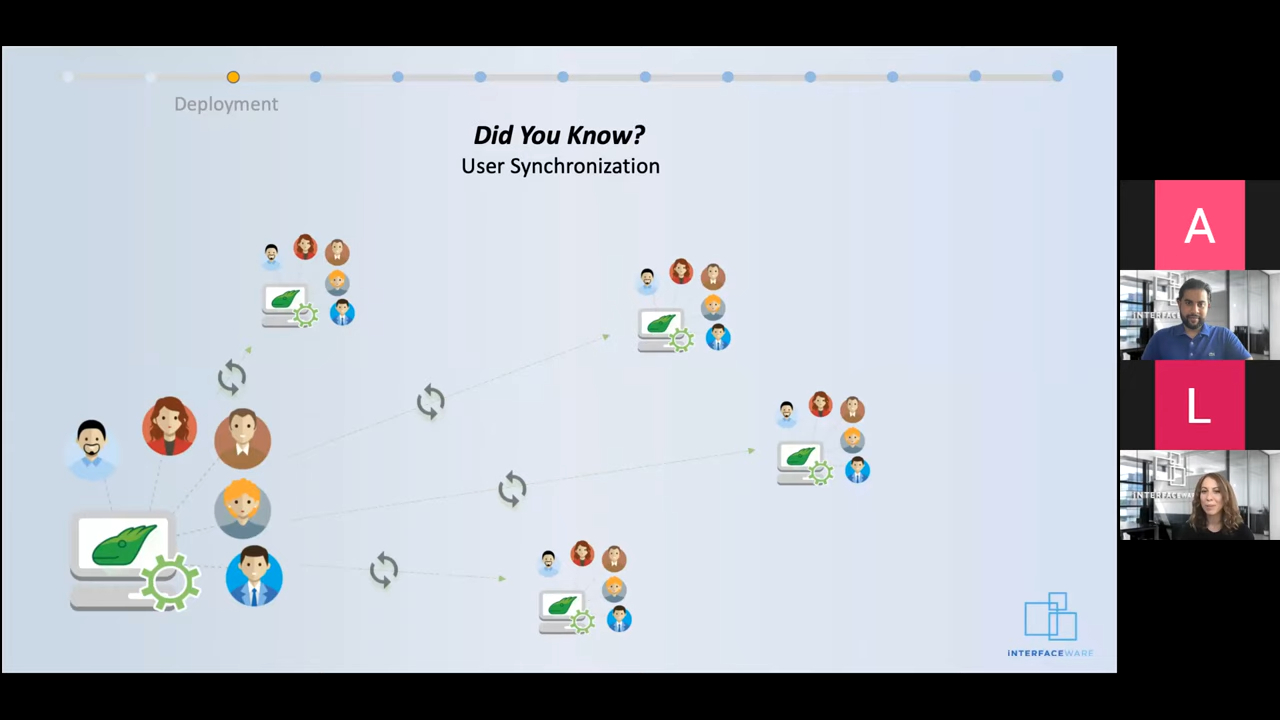 Deployment
Did You Know?
User Synchronization
A
L
INTERFACEWARE